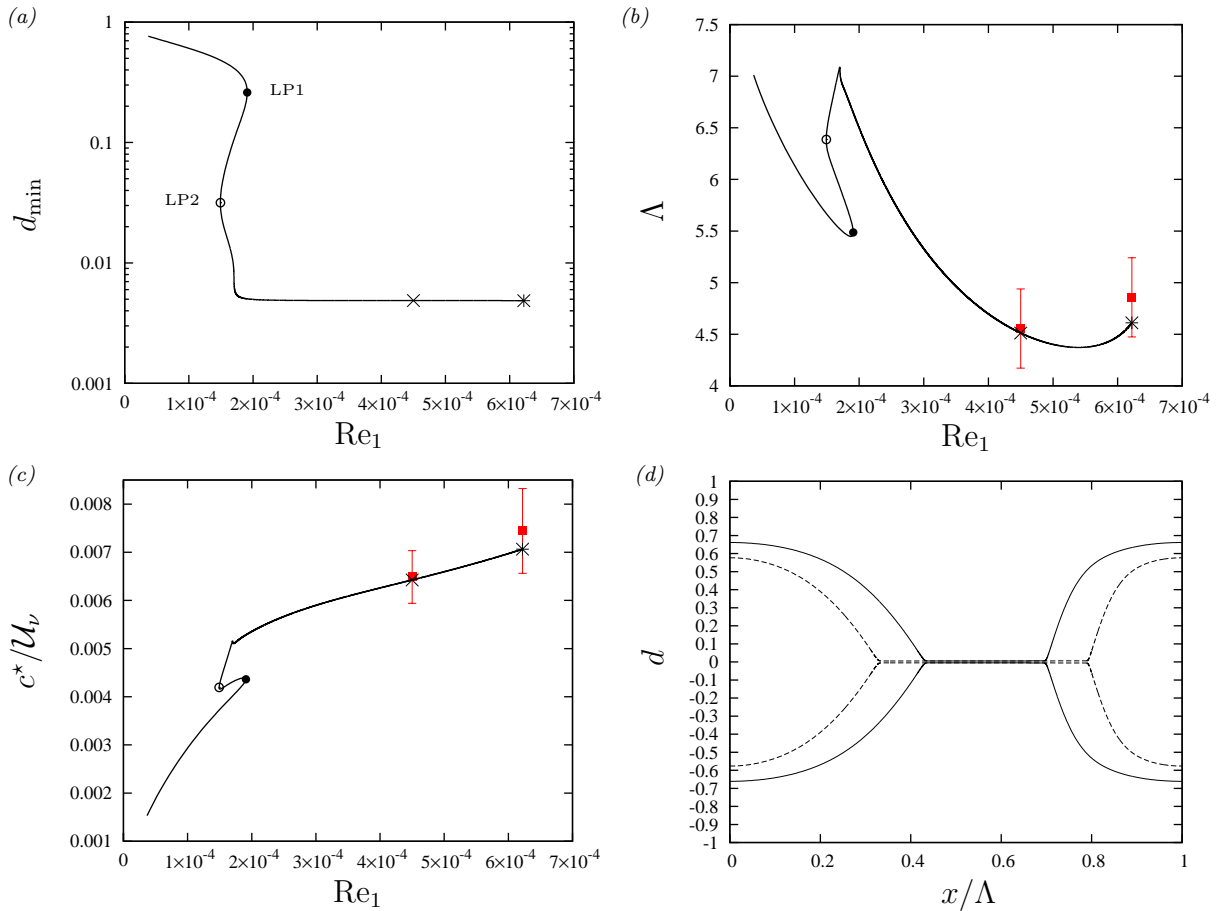 (a)
1
0.1
0.01
0.001
d_min
LP1
LP2
0 1×10⁻⁴ 2×10⁻⁴ 3×10⁻⁴ 4×10⁻⁴ 5×10⁻⁴ 6×10⁻⁴ 7×10⁻⁴
Re₁
(b)
7.5
7
6.5
6
5.5
5
4.5
4
Λ
0 1×10⁻⁴ 2×10⁻⁴ 3×10⁻⁴ 4×10⁻⁴ 5×10⁻⁴ 6×10⁻⁴ 7×10⁻⁴
Re₁
(c)
0.008
0.007
0.006
0.005
0.004
0.003
0.002
0.001
c*/𝒰_ν
0 1×10⁻⁴ 2×10⁻⁴ 3×10⁻⁴ 4×10⁻⁴ 5×10⁻⁴ 6×10⁻⁴ 7×10⁻⁴
Re₁
(d)
1
0.9
0.8
0.7
0.6
0.5
0.4
0.3
0.2
0.1
0
-0.1
-0.2
-0.3
-0.4
-0.5
-0.6
-0.7
-0.8
-0.9
-1
d
0 0.2 0.4 0.6 0.8 1
x/Λ